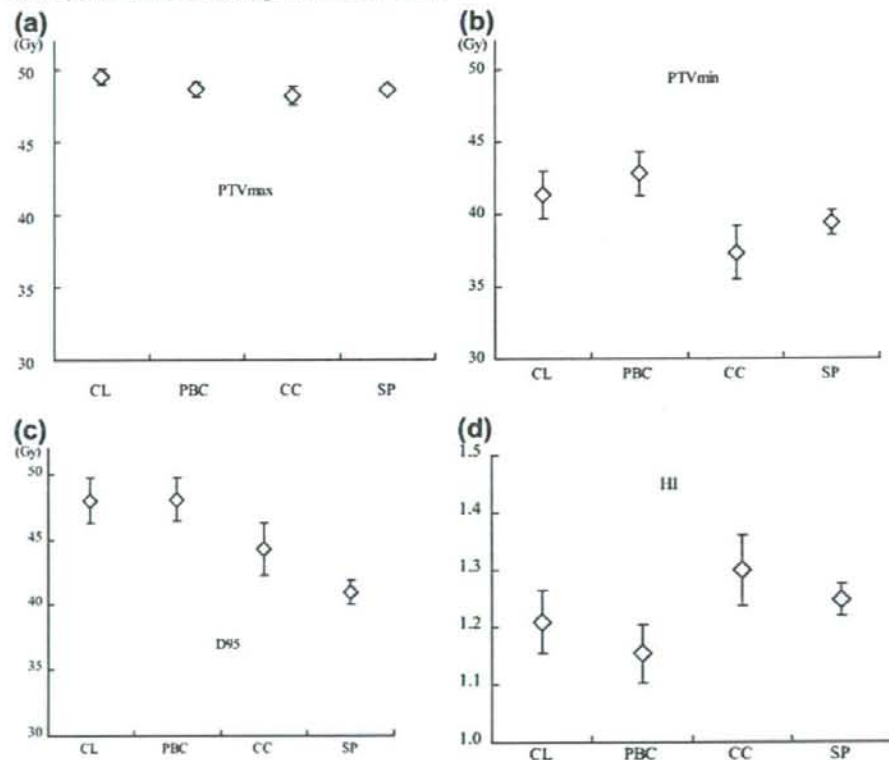 (a)
(Gy)
50
45
40
35
30
PTVmax
CL PBC CC SP
(b)
(Gy)
50
45
40
35
30
PTVmin
CL PBC CC SP
(c)
(Gy)
50
45
40
35
30
D95
CL PBC CC SP
(d)
1.5
1.4
1.3
1.2
1.1
1.0
HI
CL PBC CC SP